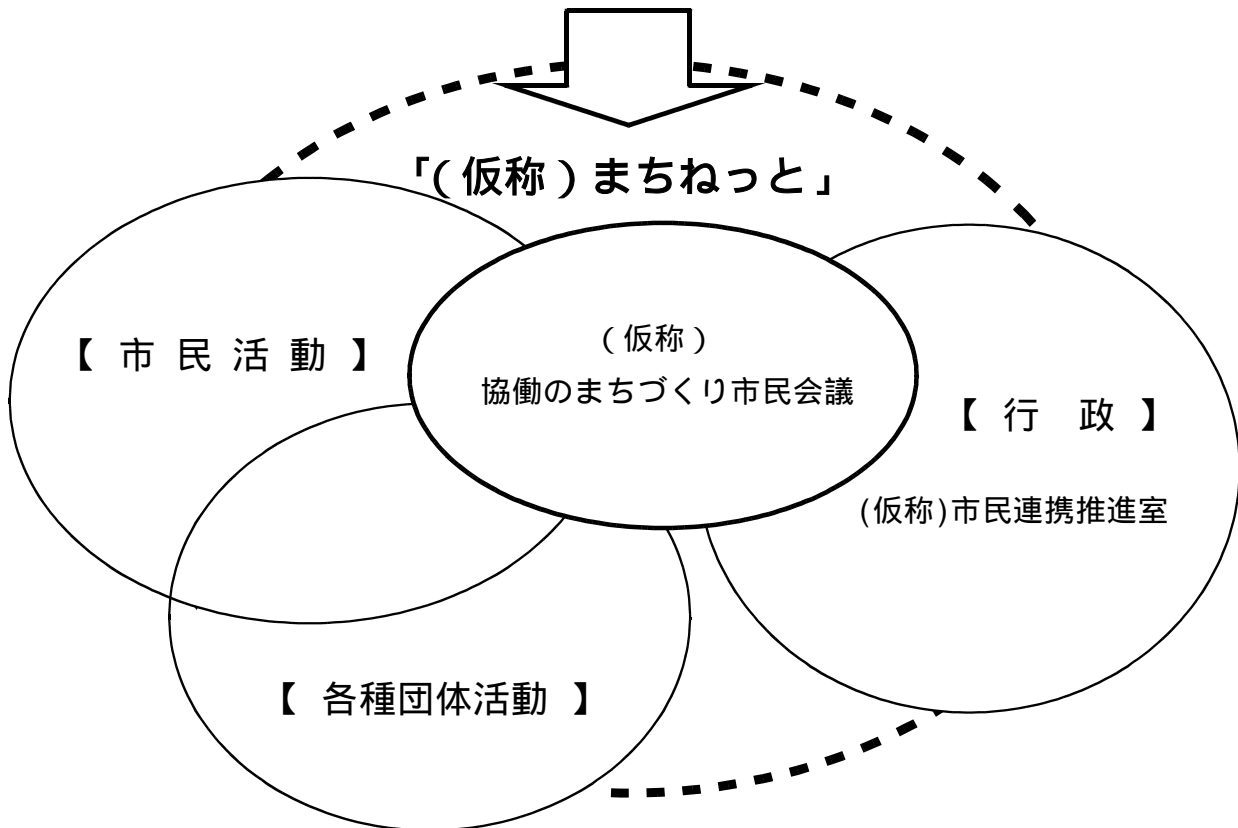 「(仮称)まちねっと」
(仮称)
協働のまちづくり市民会議
【 市 民 活 動 】
【 行　政 】
(仮称)市民連携推進室
【 各種団体活動 】